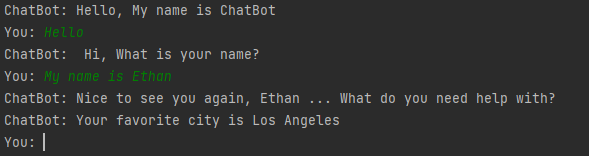 ChatBot: Hello, My name is ChatBot
You: Hello
ChatBot:  Hi, What is your name?
You: My name is Ethan
ChatBot: Nice to see you again, Ethan ... What do you need help with?
ChatBot: Your favorite city is Los Angeles
You: